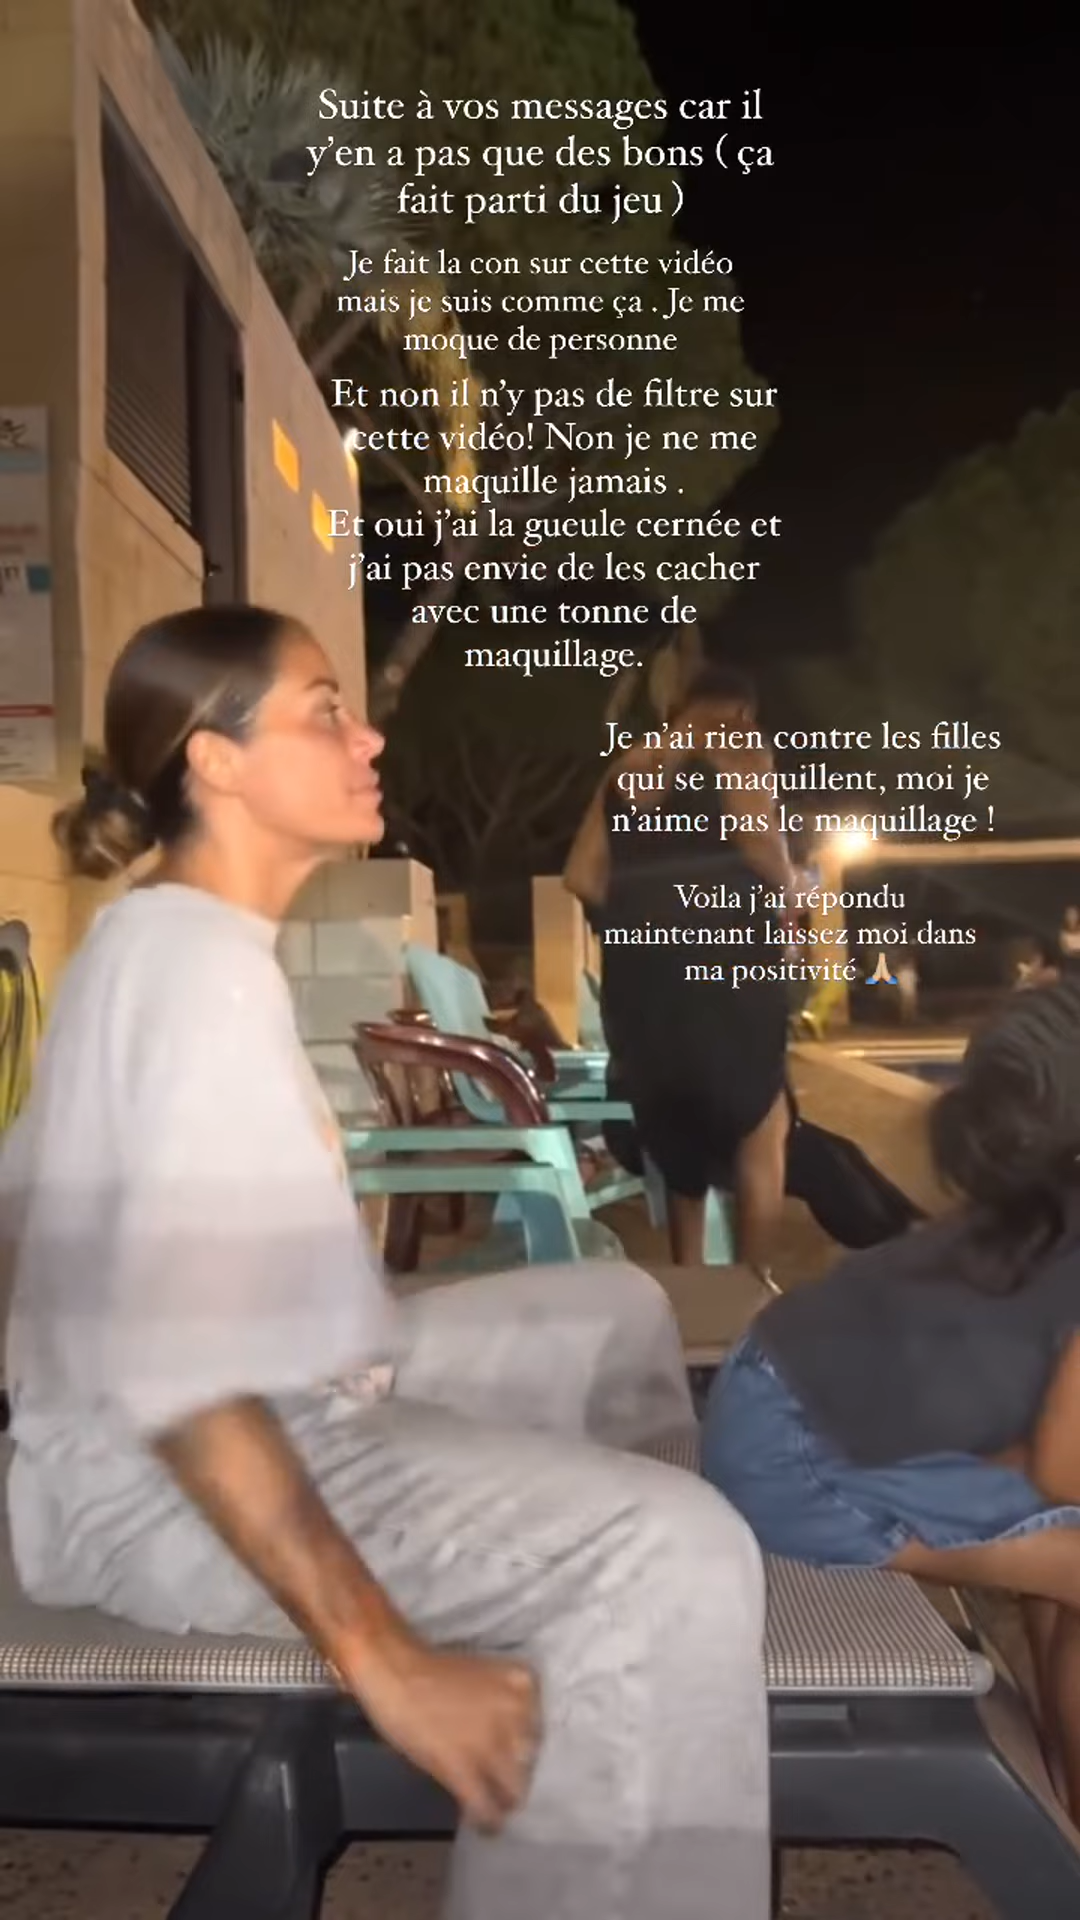 Suite à vos messages car il
y'en a pas que des bons ( ça
fait parti du jeu )
Je fait la con sur cette vidéo
mais je suis comme ça . Je me
moque de personne
Et non il n'y pas de filtre sur
cette vidéo! Non je ne me
maquille jamais .
Et oui j'ai la gueule cernée et
j'ai pas envie de les cacher
avec une tonne de
maquillage.
Je n'ai rien contre les filles
qui se maquillent, moi je
n'aime pas le maquillage !
Voila j'ai répondu
maintenant laissez moi dans
ma positivité 🙏🏼